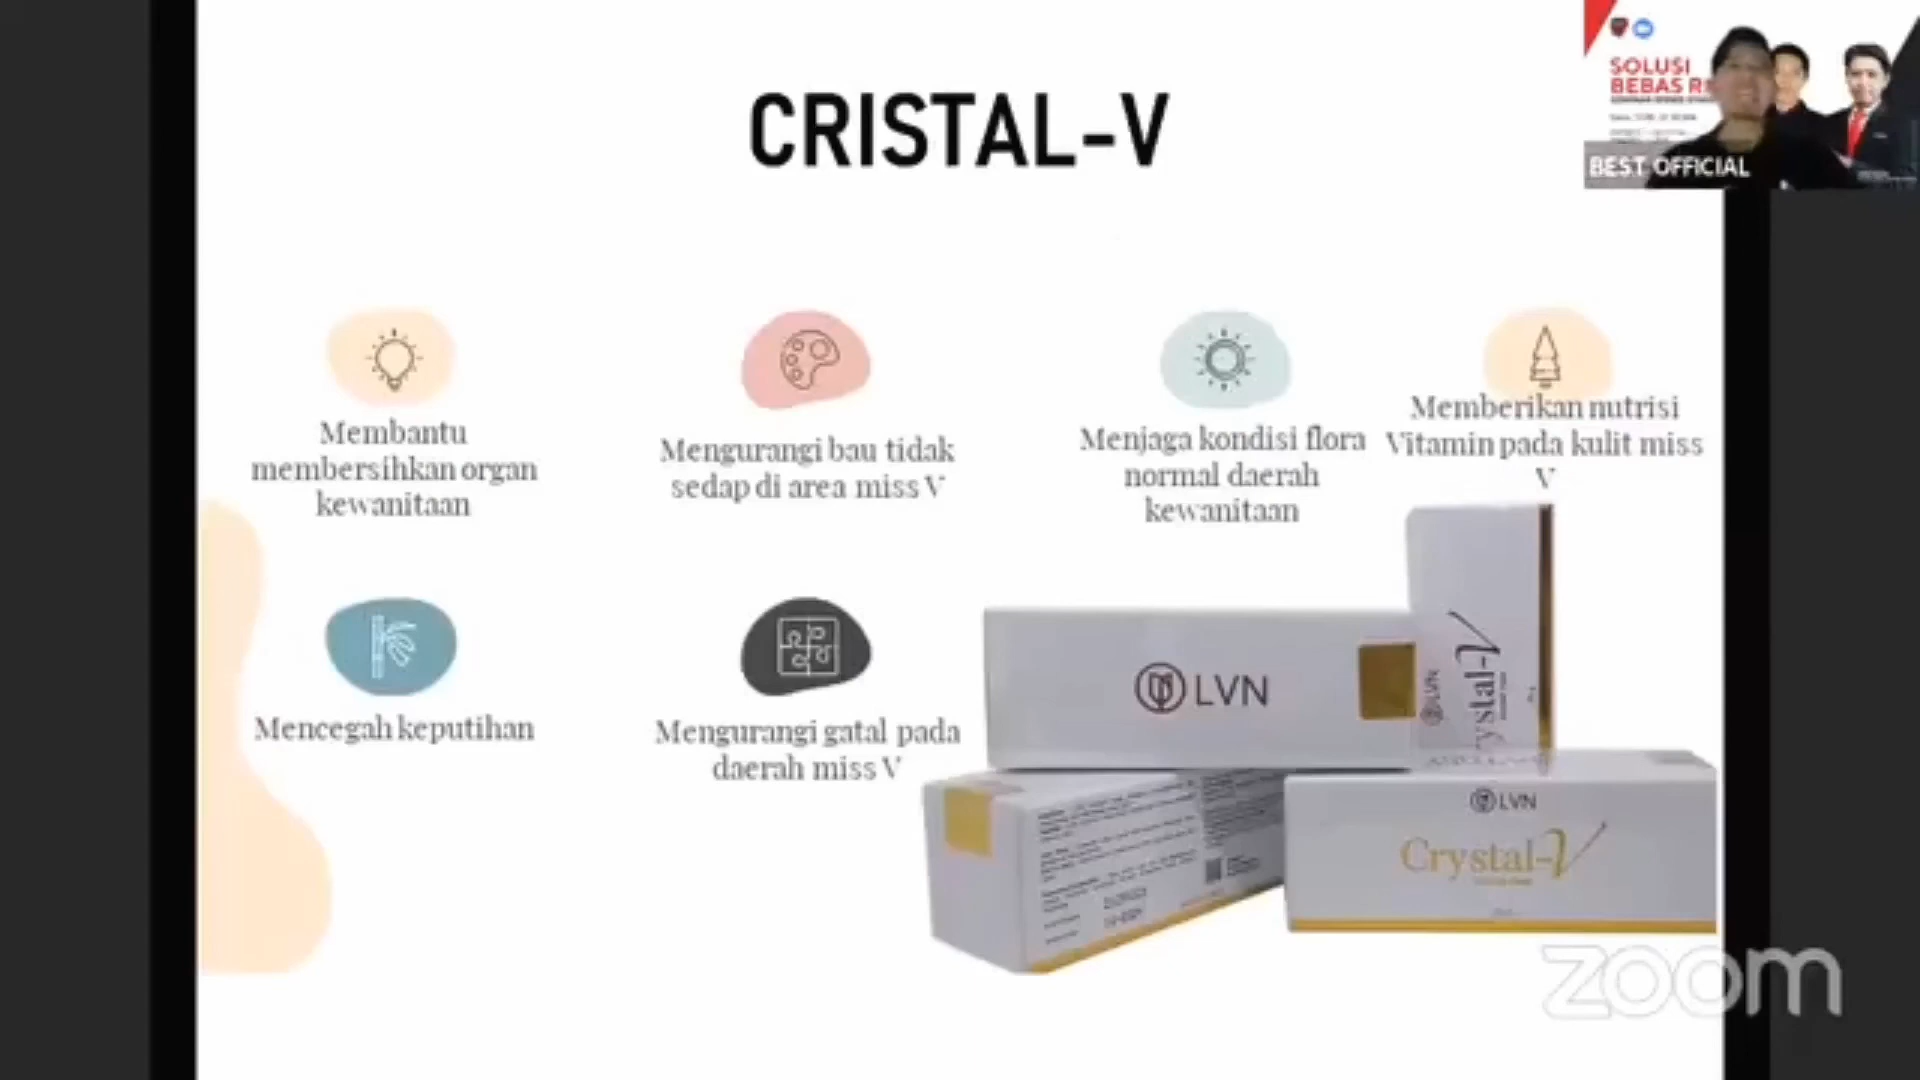 CRISTAL-V
SOLUSI
BEBAS
BEST OFFICIAL
Membantu
membersihkan organ
kewanitaan
Mengurangi bau tidak
sedap di area miss V
Menjaga kondisi flora
normal daerah
kewanitaan
Memberikan nutrisi
Vitamin pada kulit miss
V
Mencegah keputihan
Mengurangi gatal pada
daerah miss V
LVN
LVN
rystal-V
LVN
Crystal-V
zoom